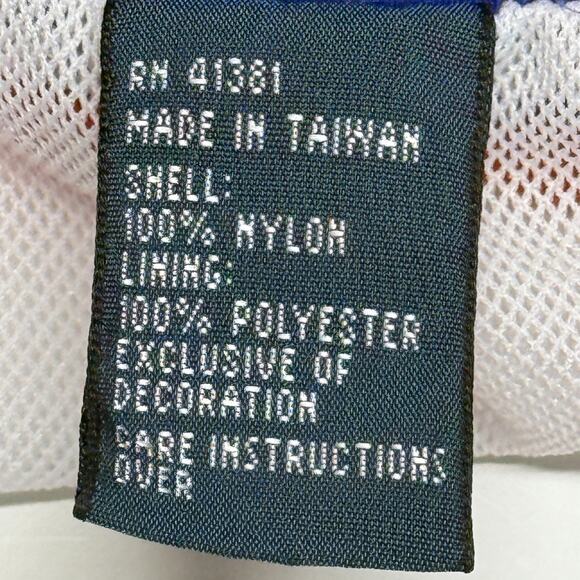 RN 41381
MADE IN TAIWAN
SHELL:
100% NYLON
LINING:
100% POLYESTER
EXCLUSIVE OF
DECORATION
CARE INSTRUCTIONS
OVER